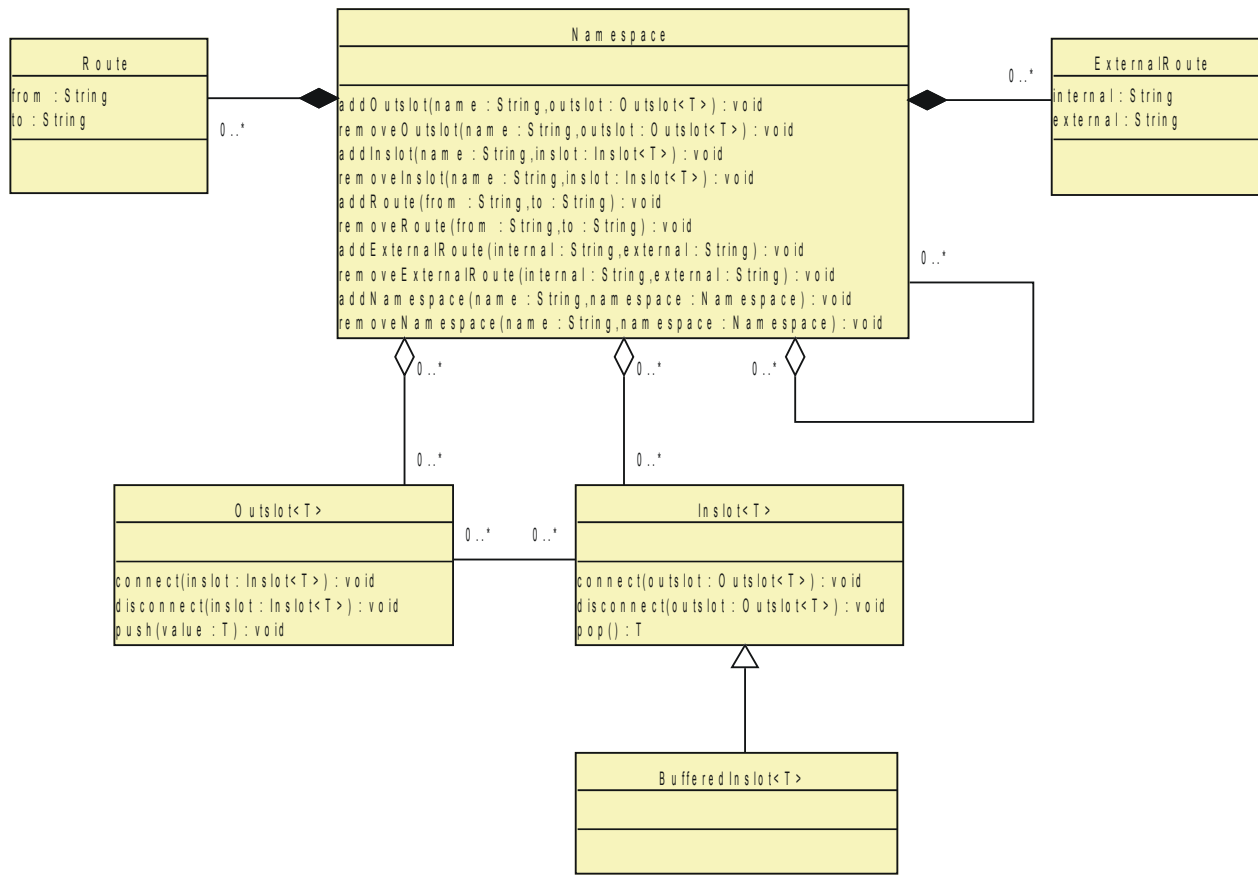 Namespace
addOutslot(name : String,outslot : Outslot<T>) : void
removeOutslot(name : String,outslot : Outslot<T>) : void
addInslot(name : String,inslot : Inslot<T>) : void
removeInslot(name : String,inslot : Inslot<T>) : void
addRoute(from : String,to : String) : void
removeRoute(from : String,to : String) : void
addExternalRoute(internal : String,external : String) : void
removeExternalRoute(internal : String,external : String) : void
addNamespace(name : String,namespace : Namespace) : void
removeNamespace(name : String,namespace : Namespace) : void
Route
from : String
to : String
0..*
0..*
ExternalRoute
internal : String
external : String
0..*
0..*
0..*
0..*
0..*
0..*
Outslot<T>
connect(inslot : Inslot<T>) : void
disconnect(inslot : Inslot<T>) : void
push(value : T) : void
0..*
0..*
Inslot<T>
connect(outslot : Outslot<T>) : void
disconnect(outslot : Outslot<T>) : void
pop() : T
BufferedInslot<T>